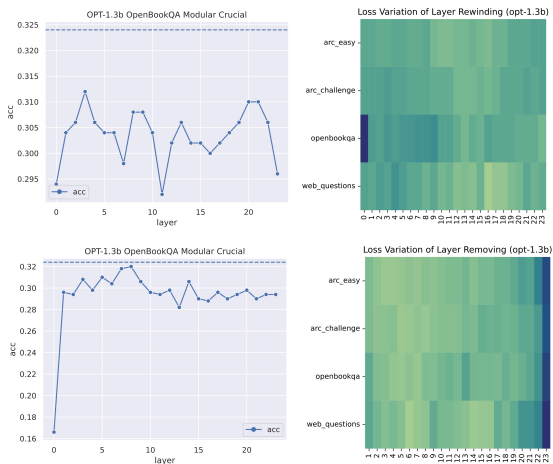 OPT-1.3b OpenBookQA Modular Crucial
0.325
0.320
0.315
0.310
0.305
0.300
0.295
acc
acc
0 5 10 15 20
layer
Loss Variation of Layer Rewinding (opt-1.3b)
arc_easy
arc_challenge
openbookqa
web_questions
0 1 2 3 4 5 6 7 8 9 10 11 12 13 14 15 16 17 18 19 20 21 22 23
OPT-1.3b OpenBookQA Modular Crucial
0.32
0.30
0.28
0.26
0.24
0.22
0.20
0.18
0.16
acc
acc
0 5 10 15 20
layer
Loss Variation of Layer Removing (opt-1.3b)
arc_easy
arc_challenge
openbookqa
web_questions
1 2 3 4 5 6 7 8 9 10 11 12 13 14 15 16 17 18 19 20 21 22 23